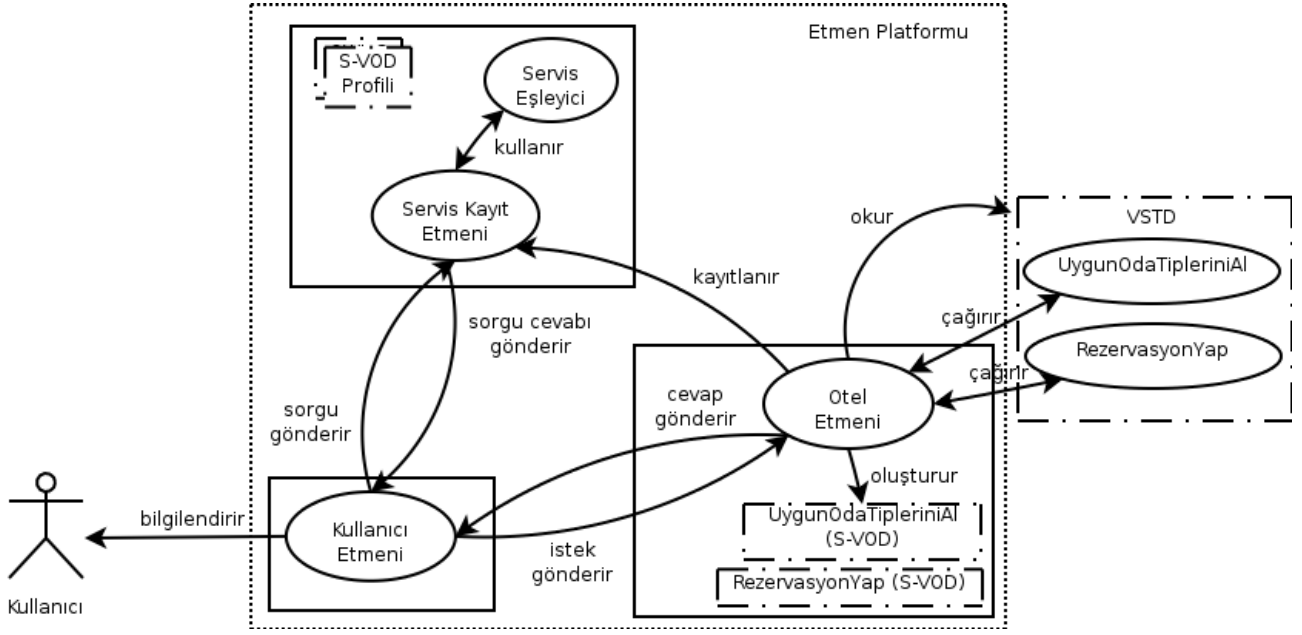 Etmen Platformu
S-VOD
Profili
Servis
Eşleyici
kullanır
Servis Kayıt
Etmeni
okur
VSTD
UygunOdaTipleriniAl
kayıtlanır
çağırır
sorgu cevabı
gönderir
RezervasyonYap
çağırır
cevap
gönderir
Otel
Etmeni
sorgu
gönderir
oluşturur
UygunOdaTipleriniAl
(S-VOD)
bilgilendirir
Kullanıcı
Etmeni
istek
gönderir
RezervasyonYap (S-VOD)
Kullanıcı